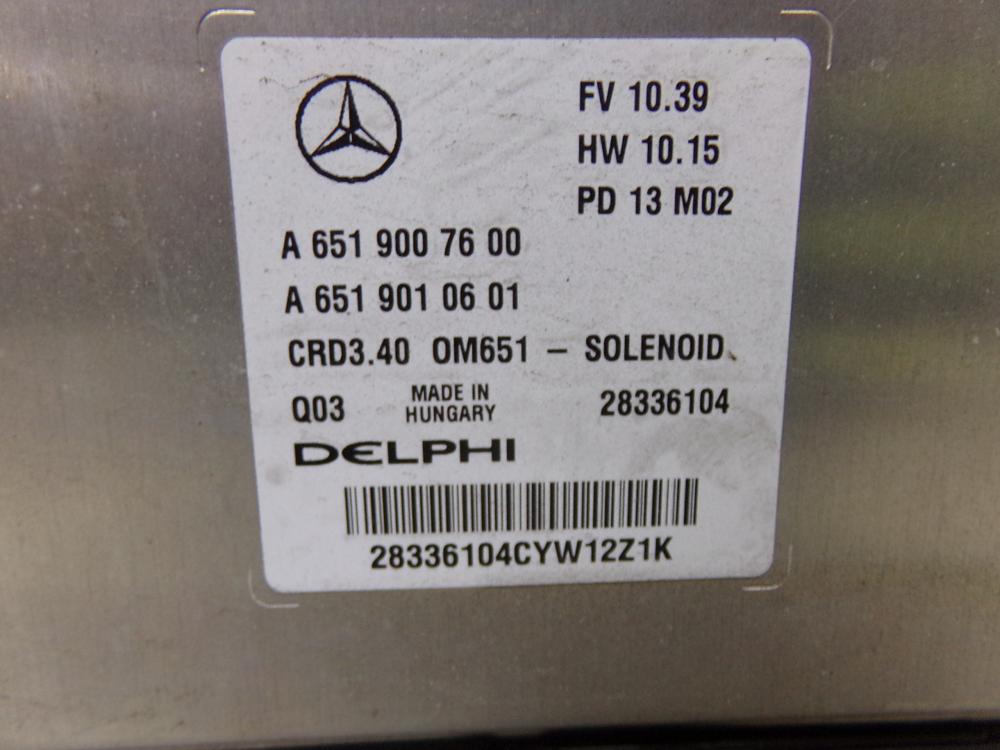 FV 10.39
HW 10.15
PD 13 M02
A 651 900 76 00
A 651 901 06 01
CRD3.40 OM651 – SOLENOID
Q03 MADE IN HUNGARY 28336104
DELPHI
28336104CYW12Z1K